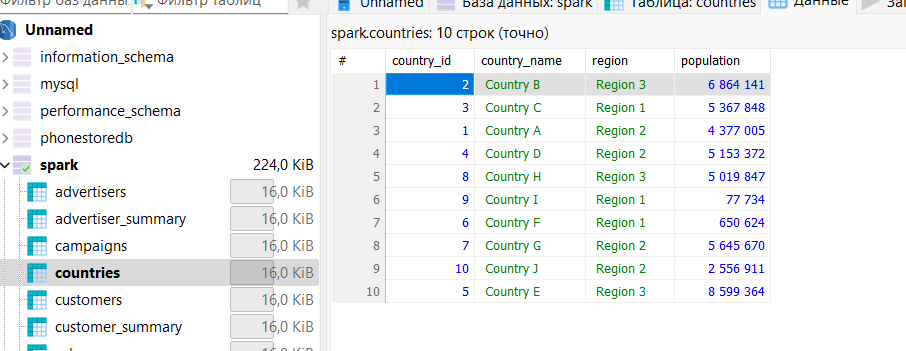 Фильтр баз данны
Фильтр таблиц
Unnamed
База данных: spark
Таблица: countries
Данные
Unnamed
information_schema
mysql
performance_schema
phonestoredb
spark 224,0 KiB
advertisers 16,0 KiB
advertiser_summary 16,0 KiB
campaigns 16,0 KiB
countries 16,0 KiB
customers 16,0 KiB
customer_summary 16,0 KiB
spark.countries: 10 строк (точно)
# country_id country_name region population
1 2 Country B Region 3 6 864 141
2 3 Country C Region 1 5 367 848
3 1 Country A Region 2 4 377 005
4 4 Country D Region 2 5 153 372
5 8 Country H Region 3 5 019 847
6 9 Country I Region 1 77 734
7 6 Country F Region 1 650 624
8 7 Country G Region 2 5 645 670
9 10 Country J Region 2 2 556 911
10 5 Country E Region 3 8 599 364